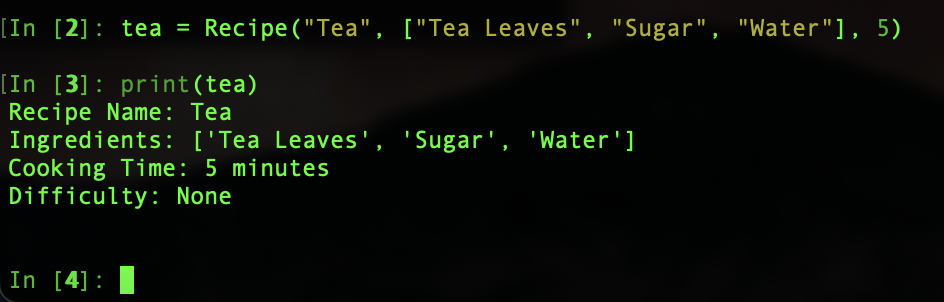 [In [2]: tea = Recipe("Tea", ["Tea Leaves", "Sugar", "Water"], 5)
[In [3]: print(tea)
Recipe Name: Tea
Ingredients: ['Tea Leaves', 'Sugar', 'Water']
Cooking Time: 5 minutes
Difficulty: None
In [4]: